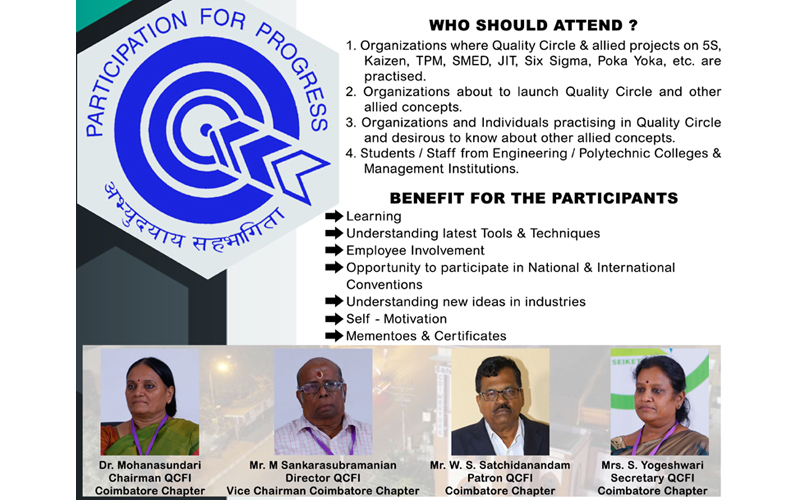 PARTICIPATION FOR PROGRESS
अभ्युदयाय सहभागिता
WHO SHOULD ATTEND ?
1. Organizations where Quality Circle & allied projects on 5S,
Kaizen, TPM, SMED, JIT, Six Sigma, Poka Yoka, etc. are
practised.
2. Organizations about to launch Quality Circle and other
allied concepts.
3. Organizations and Individuals practising in Quality Circle
and desirous to know about other allied concepts.
4. Students / Staff from Engineering / Polytechnic Colleges &
Management Institutions.
BENEFIT FOR THE PARTICIPANTS
Learning
Understanding latest Tools & Techniques
Employee Involvement
Opportunity to participate in National & International
Conventions
Understanding new ideas in industries
Self - Motivation
Mementoes & Certificates
SEIKE
Dr. Mohanasundari
Chairman QCFI
Coimbatore Chapter
Mr. M Sankarasubramanian
Director QCFI
Vice Chairman Coimbatore Chapter
Mr. W. S. Satchidanandam
Patron QCFI
Coimbatore Chapter
Mrs. S. Yogeshwari
Secretary QCFI
Coimbatore Chapter